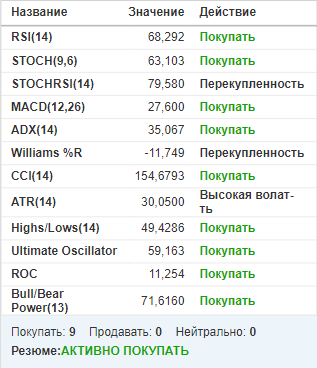 Название Значение Действие
RSI(14) 68,292 Покупать
STOCH(9,6) 63,103 Покупать
STOCHRSI(14) 79,580 Перекупленность
MACD(12,26) 27,600 Покупать
ADX(14) 35,067 Покупать
Williams %R -11,749 Перекупленность
CCI(14) 154,6793 Покупать
ATR(14) 30,0500 Высокая волат-
ть
Highs/Lows(14) 49,4286 Покупать
Ultimate Oscillator 59,163 Покупать
ROC 11,254 Покупать
Bull/Bear
Power(13) 71,6160 Покупать
Покупать: 9 Продавать: 0 Нейтрально: 0
Резюме:АКТИВНО ПОКУПАТЬ